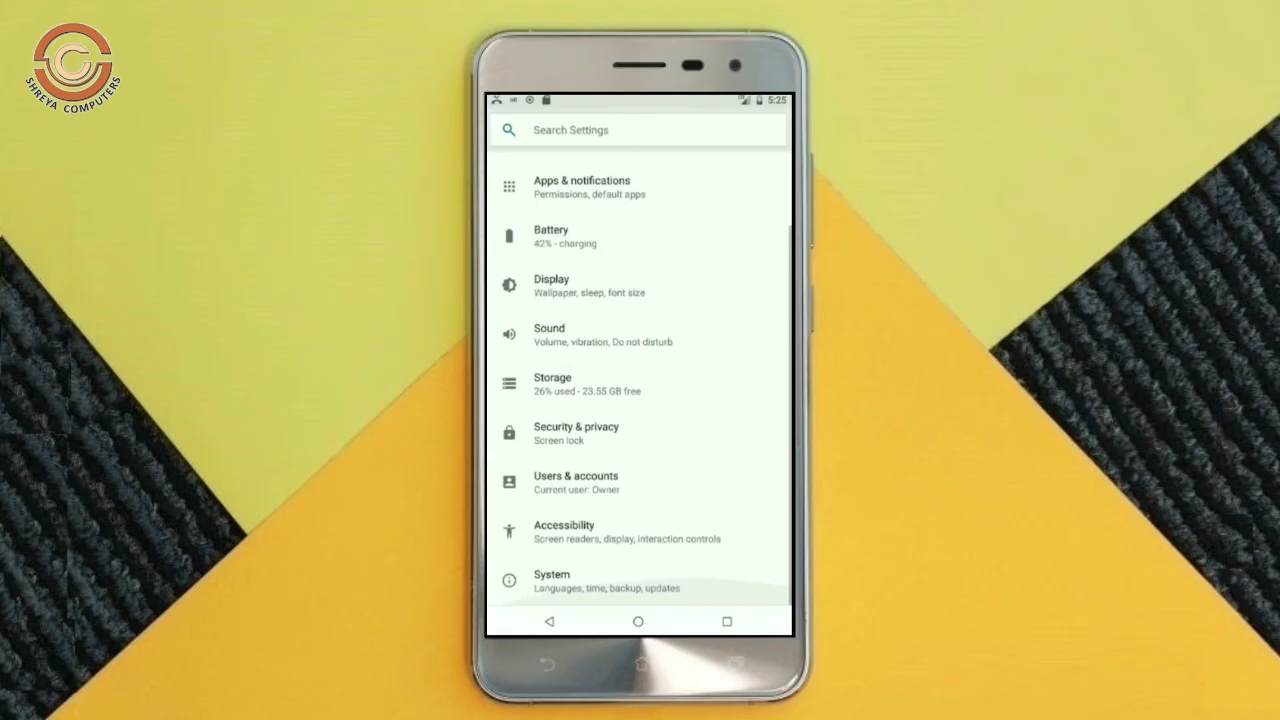 SHREYA COMPUTERS
5:25
Search Settings
Apps & notifications
Permissions, default apps
Battery
42% - charging
Display
Wallpaper, sleep, font size
Sound
Volume, vibration, Do not disturb
Storage
26% used - 23.55 GB free
Security & privacy
Screen lock
Users & accounts
Current user: Owner
Accessibility
Screen readers, display, interaction controls
System
Languages, time, backup, updates